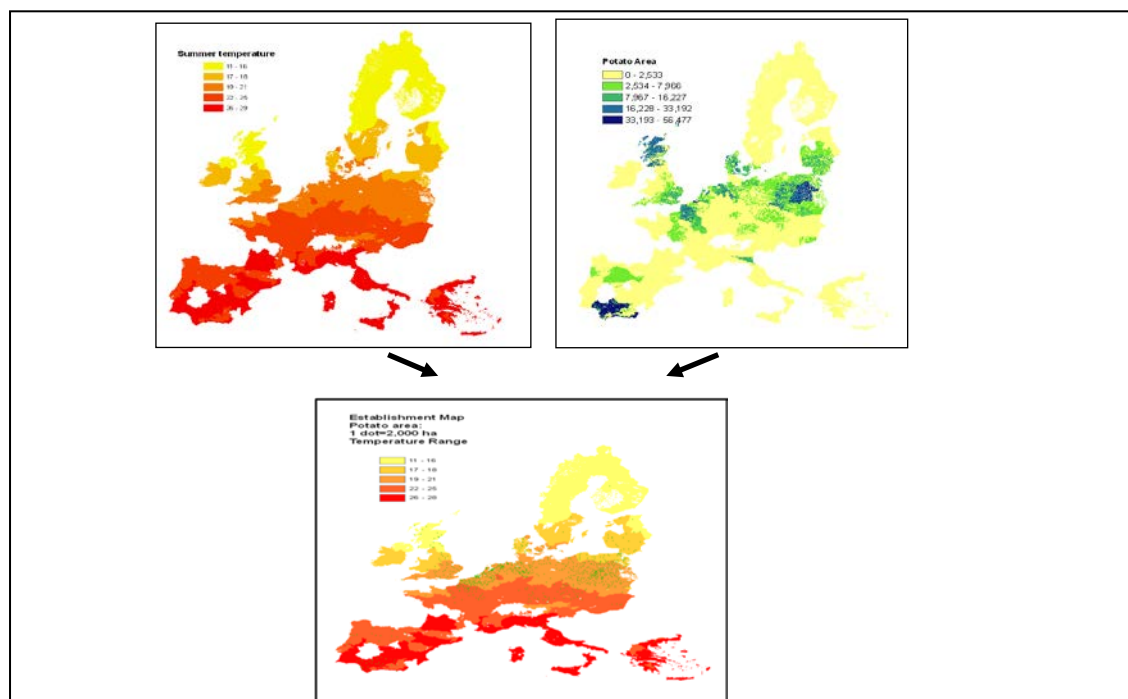 Summer temperature
11 - 16
17 - 18
19 - 21
22 - 25
26 - 29
Potato Area
0 - 2,533
2,534 - 7,966
7,967 - 16,227
16,228 - 33,192
33,193 - 56,477
Establishment Map
Potato area:
1 dot=2,000 ha
Temperature Range
11 - 16
17 - 18
19 - 21
22 - 25
26 - 28